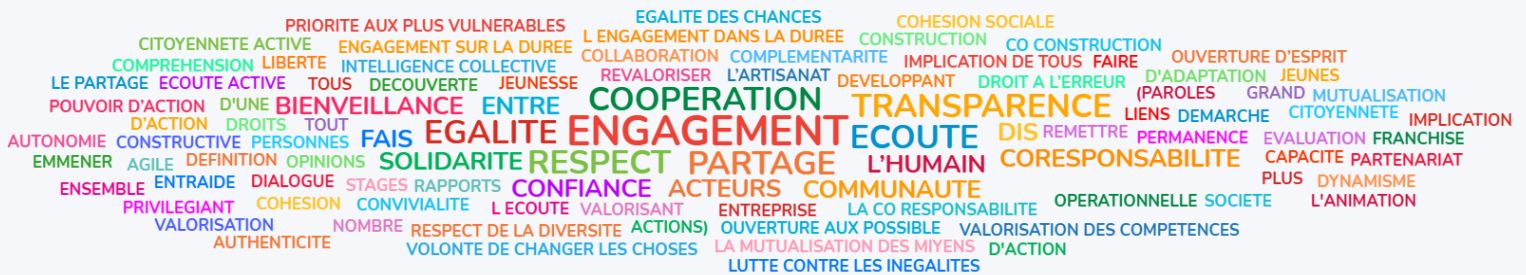 EGALITE DES CHANCES
PRIORITE AUX PLUS VULNERABLES COHESION SOCIALE
CITOYENNETE ACTIVE ENGAGEMENT SUR LA DUREE L ENGAGEMENT DANS LA DUREE CONSTRUCTION CO CONSTRUCTION
COMPREHENSION LIBERTE INTELLIGENCE COLLECTIVE COLLABORATION COMPLEMENTARITE IMPLICATION DE TOUS FAIRE OUVERTURE D'ESPRIT
LE PARTAGE ECOUTE ACTIVE TOUS DECOUVERTE JEUNESSE REVALORISER L'ARTISANAT DEVELOPPANT DROIT A L'ERREUR D'ADAPTATION JEUNES
POUVOIR D'ACTION D'UNE BIENVEILLANCE ENTRE COOPERATION TRANSPARENCE (PAROLES GRAND MUTUALISATION
D'ACTION DROITS TOUT LIENS DEMARCHE CITOYENNETE IMPLICATION
AUTONOMIE CONSTRUCTIVE PERSONNES FAIS EGALITE ENGAGEMENT ECOUTE DIS REMETTRE PERMANENCE EVALUATION FRANCHISE
EMMENER AGILE DEFINITION OPINIONS SOLIDARITE RESPECT PARTAGE L'HUMAIN CORESPONSABILITE CAPACITE PARTENARIAT
ENSEMBLE ENTRAIDE DIALOGUE STAGES RAPPORTS CONFIANCE ACTEURS COMMUNAUTE PLUS DYNAMISME
PRIVILEGIANT COHESION CONVIVIALITE L ECOUTE VALORISANT ENTREPRISE LA CO RESPONSABILITE OPERATIONNELLE SOCIETE L'ANIMATION
VALORISATION NOMBRE RESPECT DE LA DIVERSITE ACTIONS) OUVERTURE AUX POSSIBLE VALORISATION DES COMPETENCES
AUTHENTICITE VOLONTE DE CHANGER LES CHOSES LA MUTUALISATION DES MIYENS D'ACTION
LUTTE CONTRE LES INEGALITES